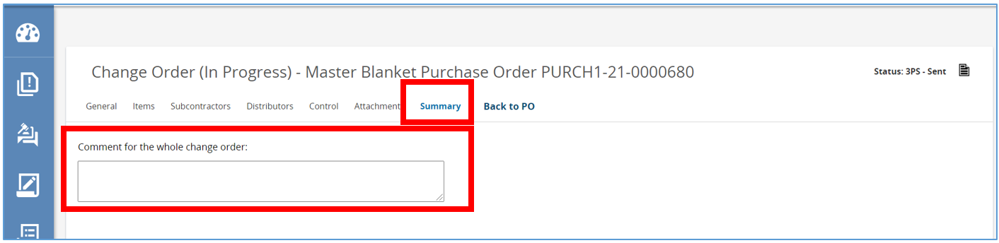 Change Order (In Progress) - Master Blanket Purchase Order PURCH1-21-0000680
Status: 3PS - Sent
General Items Subcontractors Distributors Control Attachment Summary Back to PO
Comment for the whole change order: